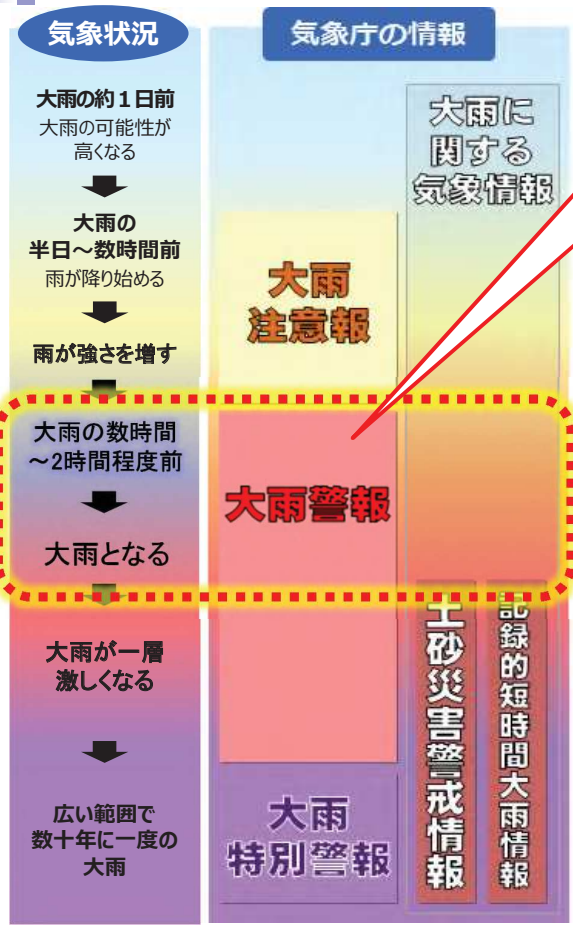 気象状況
大雨の約１日前
大雨の可能性が
高くなる
大雨の
半日～数時間前
雨が降り始める
雨が強さを増す
大雨の数時間
～2時間程度前
大雨となる
大雨が一層
激しくなる
広い範囲で
数十年に一度の
大雨
気象庁の情報
大雨
注意報
大雨警報
大雨
特別警報
大雨に
関する
気象情報
土砂災害警戒情報
記録的短時間大雨情報